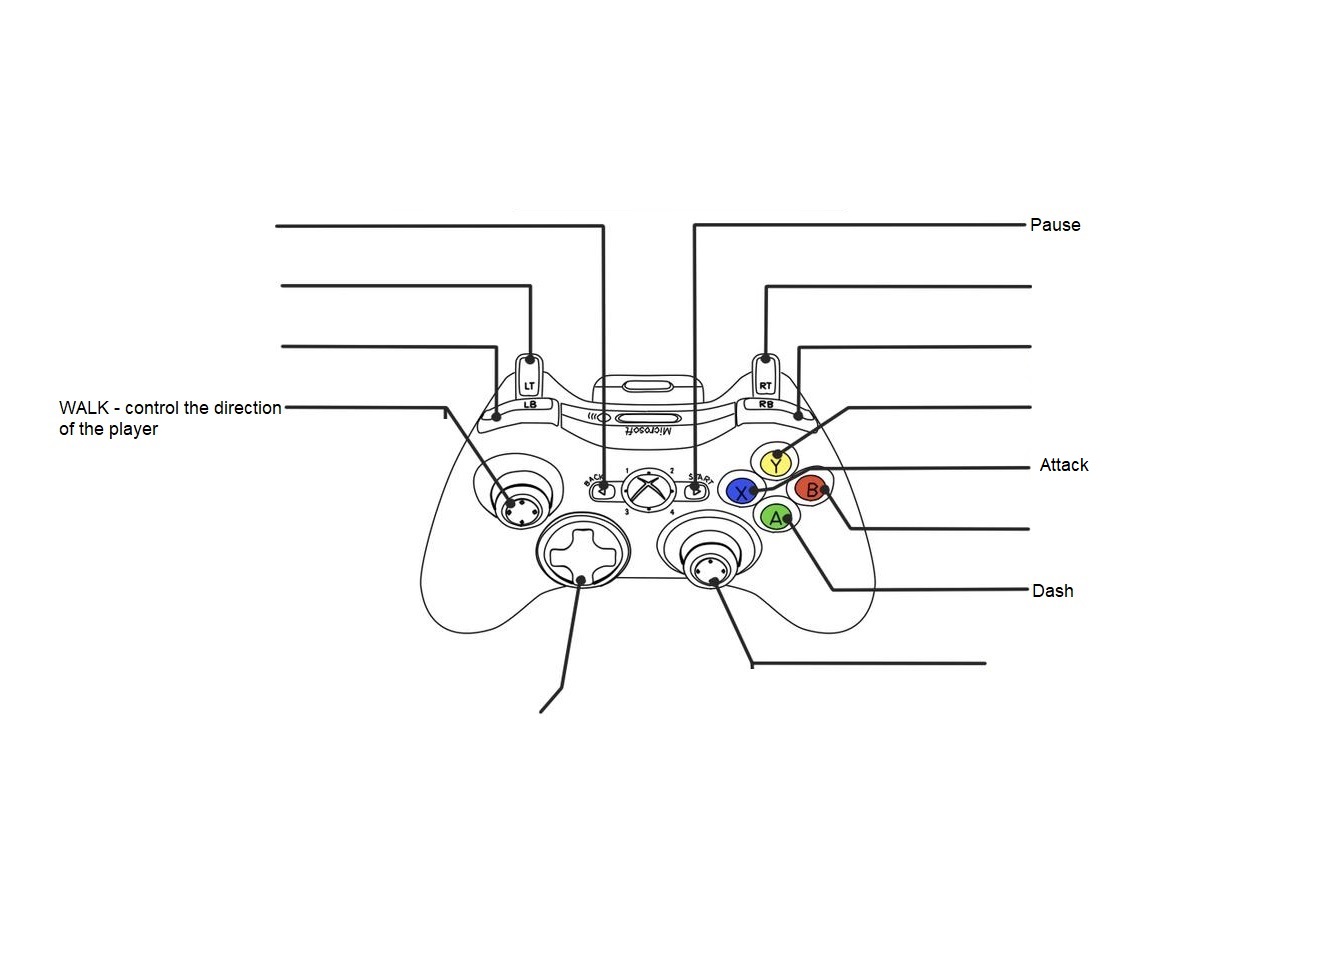 Pause
LT
RT
LB
RB
WALK - control the direction
of the player
Microsoft
Y
BACK
1
2
START
X
B
Attack
3
4
A
Dash